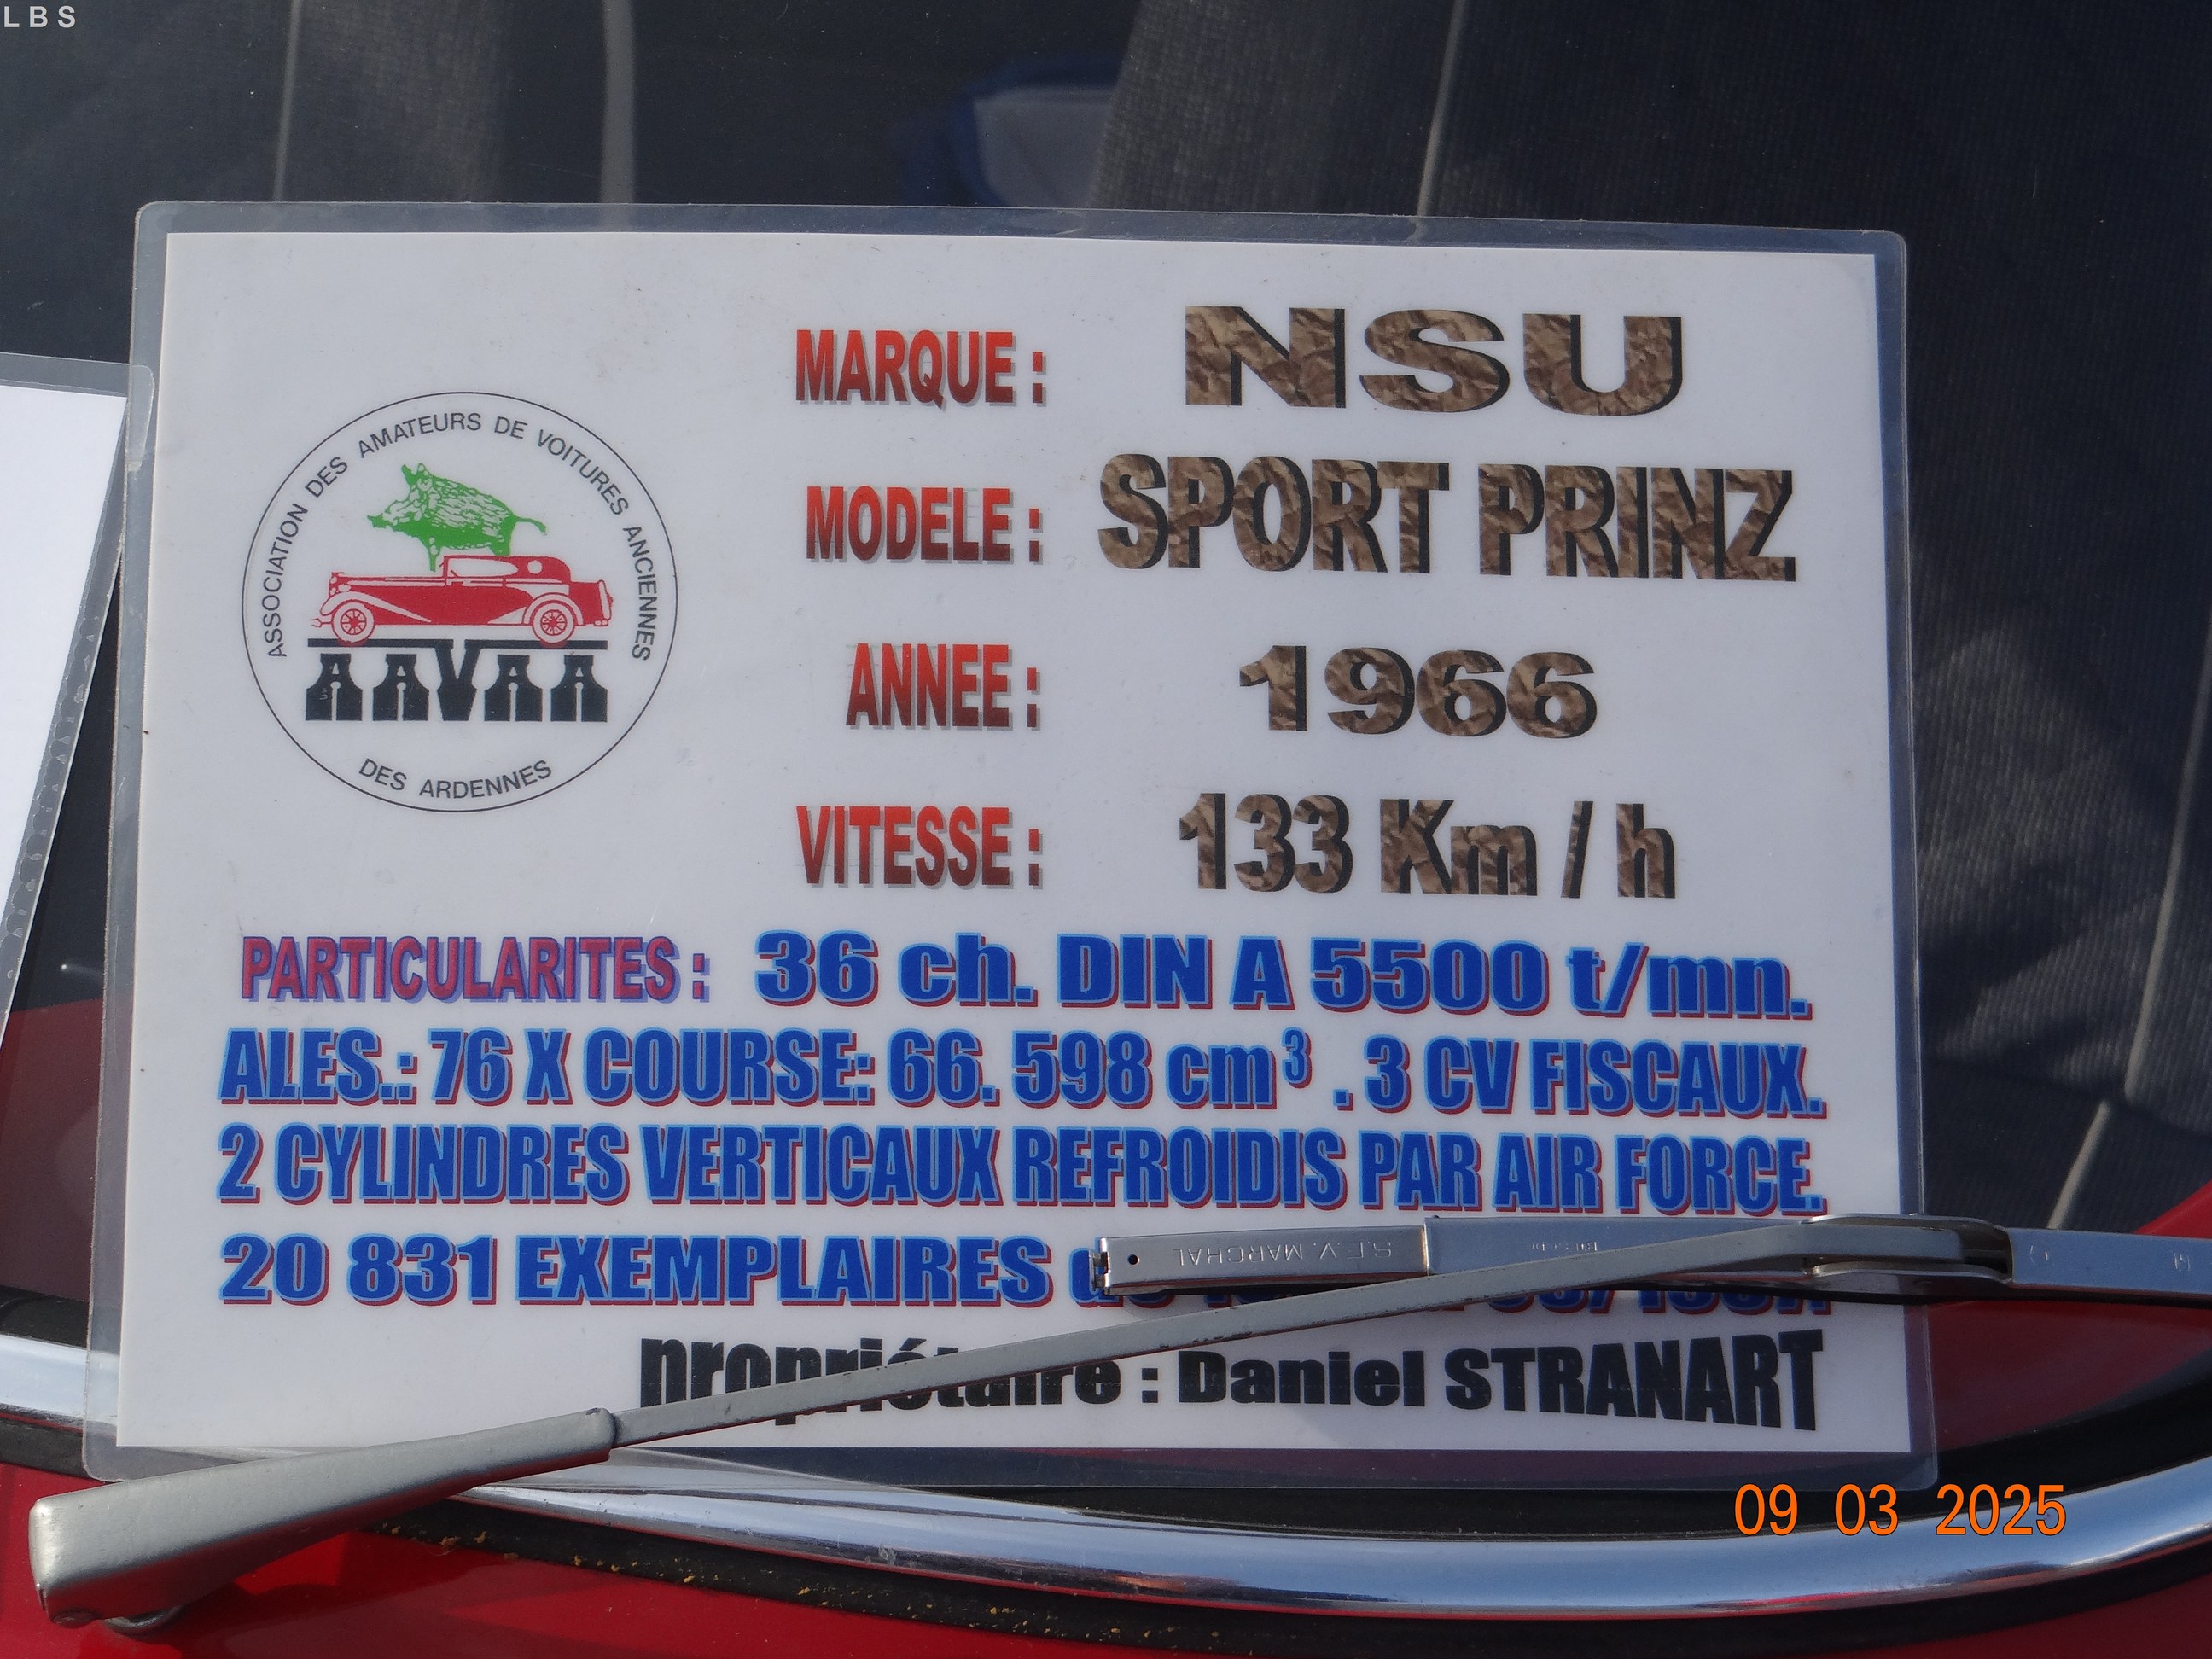 LBS
MARQUE : NSU
MODELE : SPORT PRINZ
ANNEE : 1966
VITESSE : 133 Km / h
ASSOCIATION DES AMATEURS DE VOITURES ANCIENNES
AAVAA
DES ARDENNES
PARTICULARITES : 36 ch. DIN A 5500 t/mn.
ALES.: 76 X COURSE: 66. 598 cm³ . 3 CV FISCAUX.
2 CYLINDRES VERTICAUX REFROIDIS PAR AIR FORCE.
20 831 EXEMPLAIRES
S.E.V. MARCHAL
propriétaire : Daniel STRANART
09 03 2025